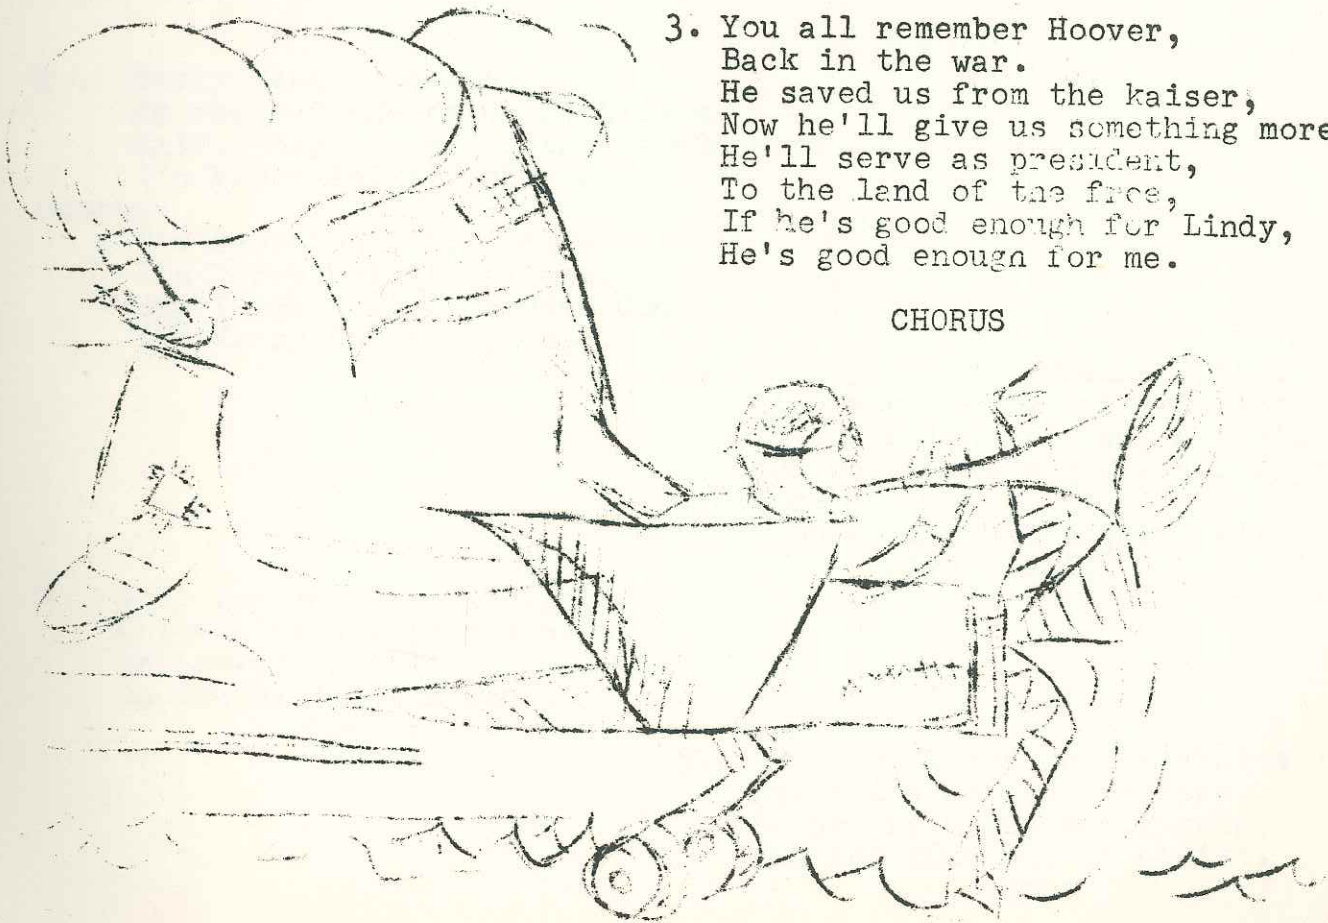 3. You all remember Hoover,
Back in the war.
He saved us from the kaiser,
Now he'll give us something more
He'll serve as president,
To the land of the free,
If he's good enough for Lindy,
He's good enough for me.
CHORUS